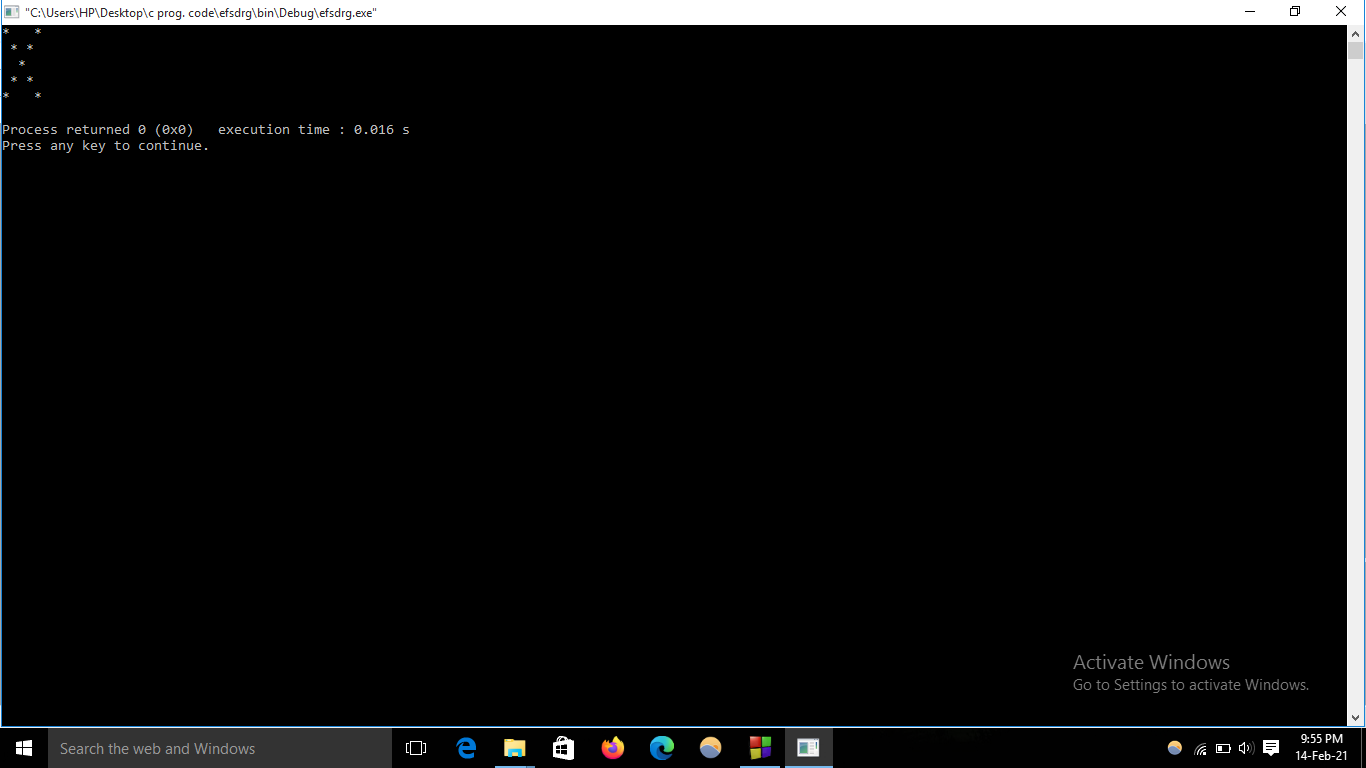 "C:\Users\HP\Desktop\c prog. code\efsdrg\bin\Debug\efsdrg.exe"
*   *
 * *
  *
 * *
*   *
Process returned 0 (0x0)   execution time : 0.016 s
Press any key to continue.
Activate Windows
Go to Settings to activate Windows.
Search the web and Windows
9:55 PM
14-Feb-21